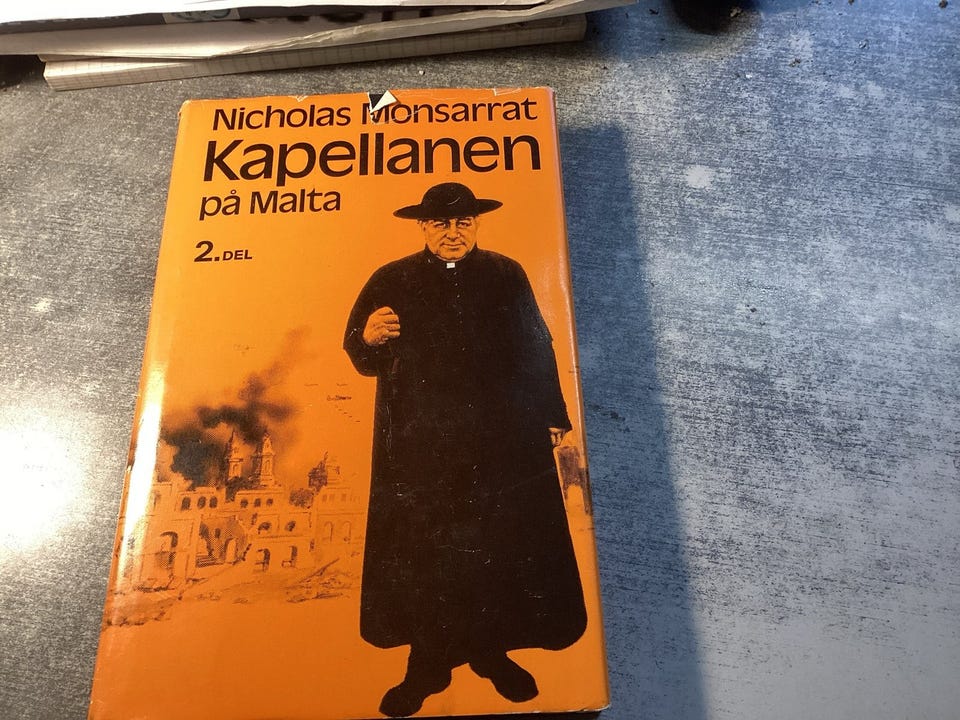 Nicholas Monsarrat
Kapellanen
på Malta
2.DEL